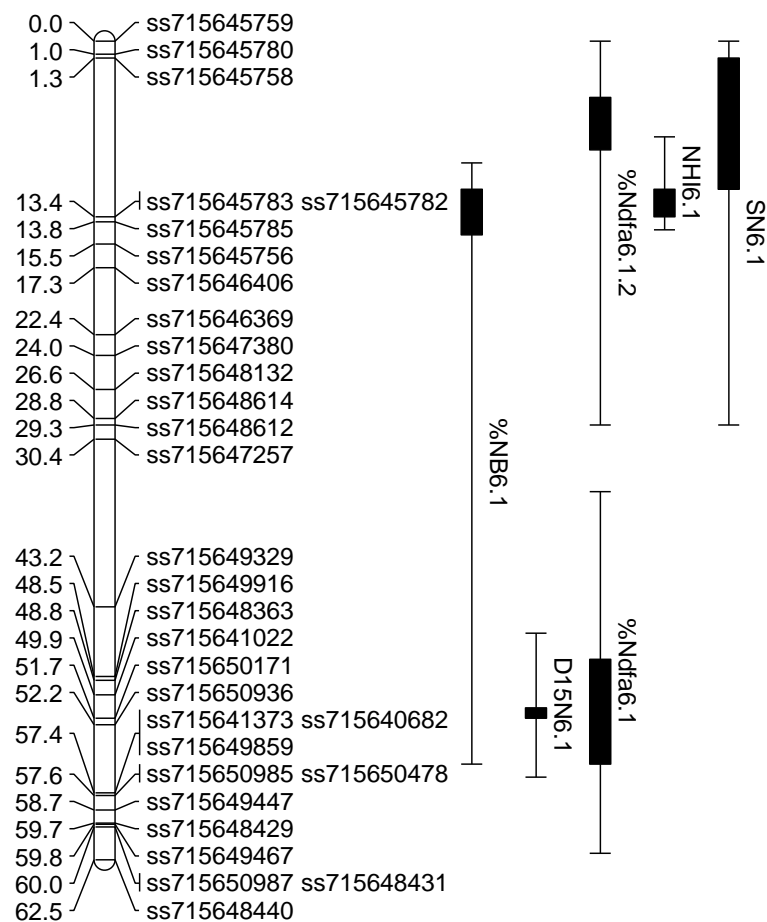 0.0 ss715645759
1.0 ss715645780
1.3 ss715645758
13.4 ss715645783 ss715645782
13.8 ss715645785
15.5 ss715645756
17.3 ss715646406
22.4 ss715646369
24.0 ss715647380
26.6 ss715648132
28.8 ss715648614
29.3 ss715648612
30.4 ss715647257
43.2 ss715649329
48.5 ss715649916
48.8 ss715648363
49.9 ss715641022
51.7 ss715650171
52.2 ss715650936
57.4 ss715641373 ss715640682
ss715649859
57.6 ss715650985 ss715650478
58.7 ss715649447
59.7 ss715648429
59.8 ss715649467
60.0 ss715650987 ss715648431
62.5 ss715648440
%NB6.1
D15N6.1
%Ndfa6.1.2
%Ndfa6.1
NHI6.1
SN6.1